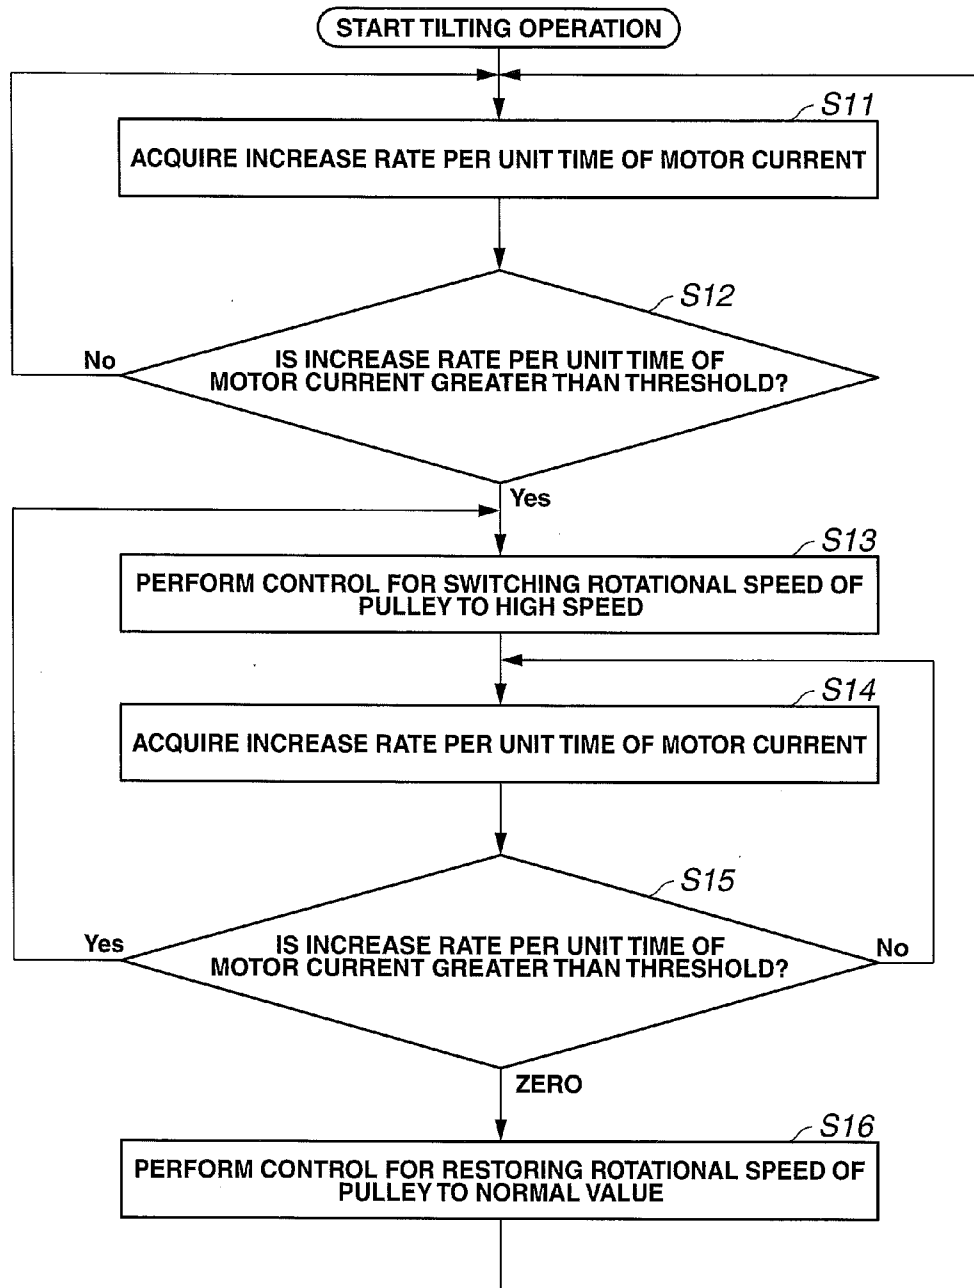 START TILTING OPERATION
S11
ACQUIRE INCREASE RATE PER UNIT TIME OF MOTOR CURRENT
S12
IS INCREASE RATE PER UNIT TIME OF
MOTOR CURRENT GREATER THAN THRESHOLD?
No
Yes
S13
PERFORM CONTROL FOR SWITCHING ROTATIONAL SPEED OF
PULLEY TO HIGH SPEED
S14
ACQUIRE INCREASE RATE PER UNIT TIME OF MOTOR CURRENT
S15
Yes
IS INCREASE RATE PER UNIT TIME OF
MOTOR CURRENT GREATER THAN THRESHOLD?
No
ZERO
S16
PERFORM CONTROL FOR RESTORING ROTATIONAL SPEED OF
PULLEY TO NORMAL VALUE